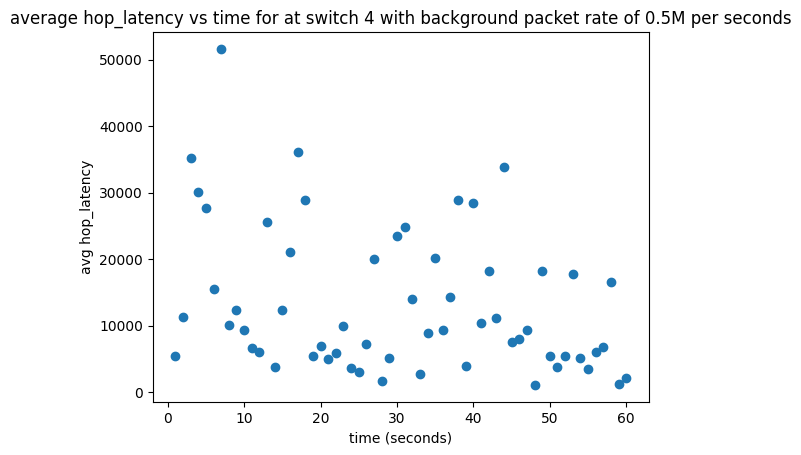 average hop_latency vs time for at switch 4 with background packet rate of 0.5M per seconds
50000
40000
30000
20000
10000
0
avg hop_latency
0 10 20 30 40 50 60
time (seconds)